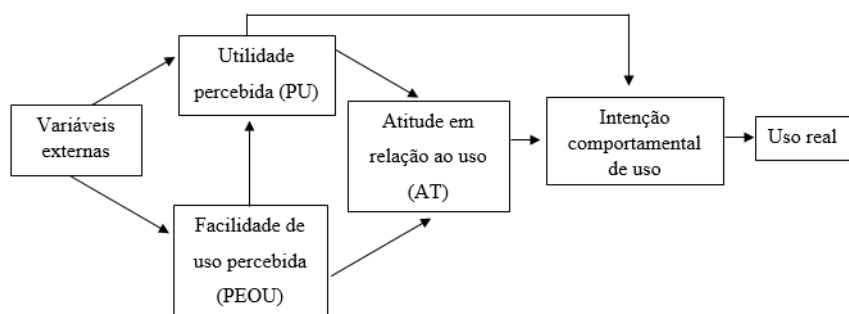 Utilidade
percebida (PU)
Variáveis
externas
Facilidade de
uso percebida
(PEOU)
Atitude em
relação ao uso
(AT)
Intenção
comportamental
de uso
Uso real